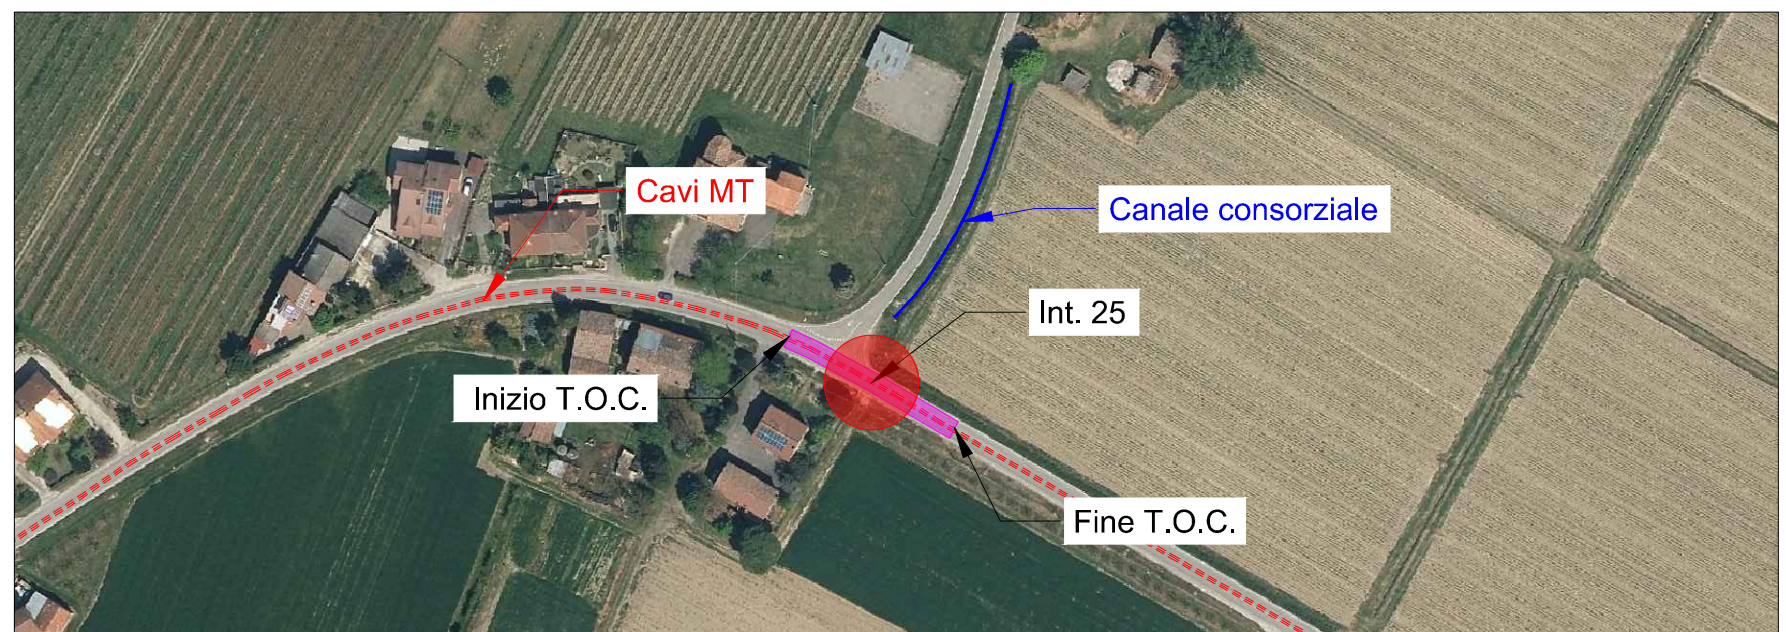 Cavi MT
Canale consorziale
Int. 25
Inizio T.O.C.
Fine T.O.C.